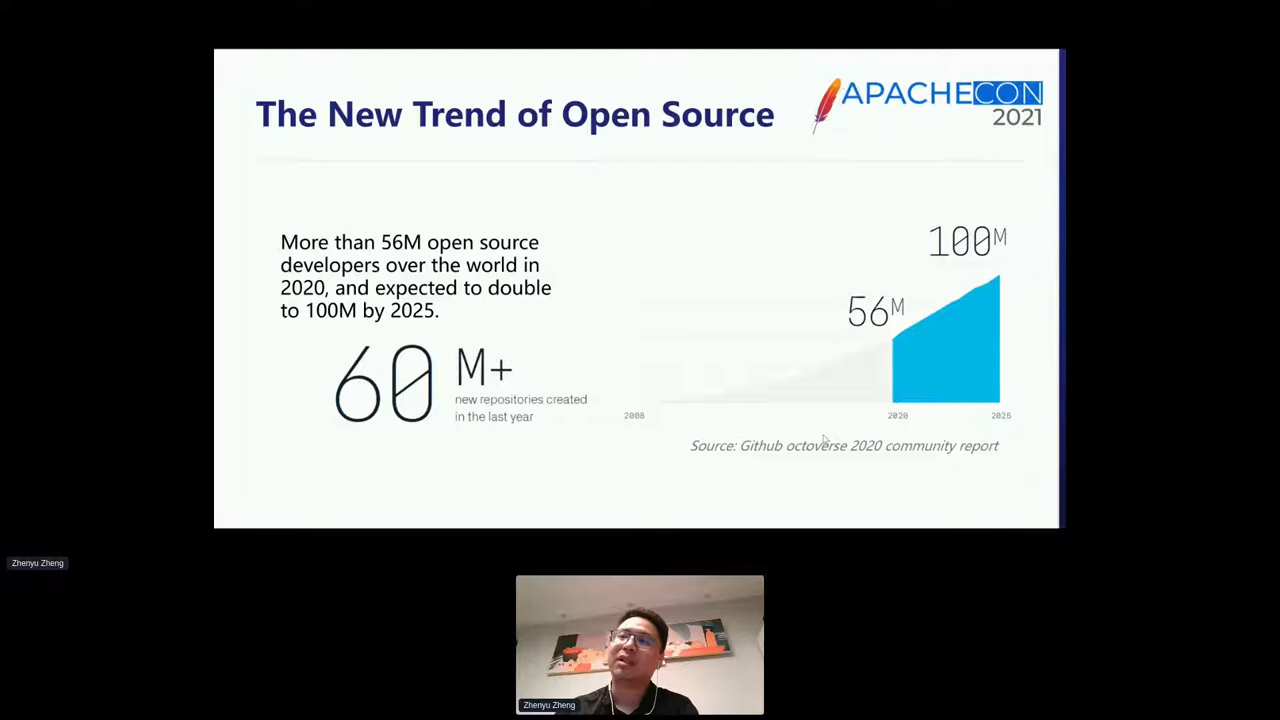 The New Trend of Open Source
APACHECON
2021
More than 56M open source
developers over the world in
2020, and expected to double
to 100M by 2025.
60 M+
new repositories created
in the last year
100M
56M
2008
2020
2025
Source: Github octoverse 2020 community report
Zhenyu Zheng
Zhenyu Zheng